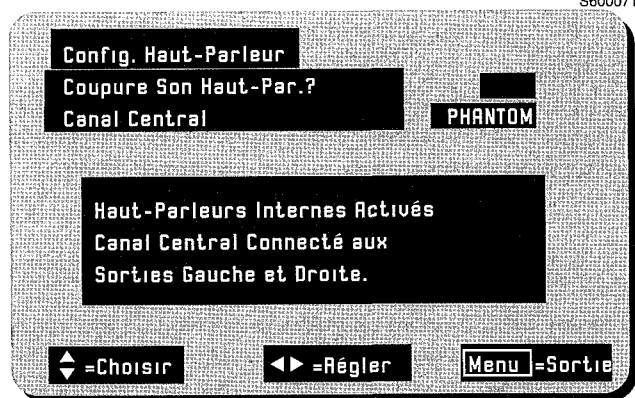 S600071
Config. Haut-Parleur
Coupure Son Haut-Par.?
Canal Central PHANTOM
Haut-Parleurs Internes Activés
Canal Central Connecté aux
Sorties Gauche et Droite.
=Choisir =Régler Menu =Sortie